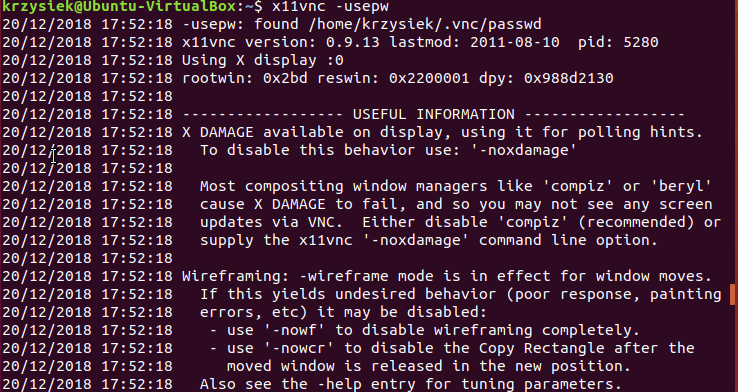 krzysiek@Ubuntu-VirtualBox:~$ x11vnc -usepw
20/12/2018 17:52:18 -usepw: found /home/krzysiek/.vnc/passwd
20/12/2018 17:52:18 x11vnc version: 0.9.13 lastmod: 2011-08-10  pid: 5280
20/12/2018 17:52:18 Using X display :0
20/12/2018 17:52:18 rootwin: 0x2bd reswin: 0x2200001 dpy: 0x988d2130
20/12/2018 17:52:18
20/12/2018 17:52:18 ------------------ USEFUL INFORMATION ------------------
20/12/2018 17:52:18 X DAMAGE available on display, using it for polling hints.
20/12/2018 17:52:18   To disable this behavior use: '-noxdamage'
20/12/2018 17:52:18
20/12/2018 17:52:18   Most compositing window managers like 'compiz' or 'beryl'
20/12/2018 17:52:18   cause X DAMAGE to fail, and so you may not see any screen
20/12/2018 17:52:18   updates via VNC.  Either disable 'compiz' (recommended) or
20/12/2018 17:52:18   supply the x11vnc '-noxdamage' command line option.
20/12/2018 17:52:18
20/12/2018 17:52:18 Wireframing: -wireframe mode is in effect for window moves.
20/12/2018 17:52:18   If this yields undesired behavior (poor response, painting
20/12/2018 17:52:18   errors, etc) it may be disabled:
20/12/2018 17:52:18    - use '-nowf' to disable wireframing completely.
20/12/2018 17:52:18    - use '-nowcr' to disable the Copy Rectangle after the
20/12/2018 17:52:18      moved window is released in the new position.
20/12/2018 17:52:18   Also see the -help entry for tuning parameters.